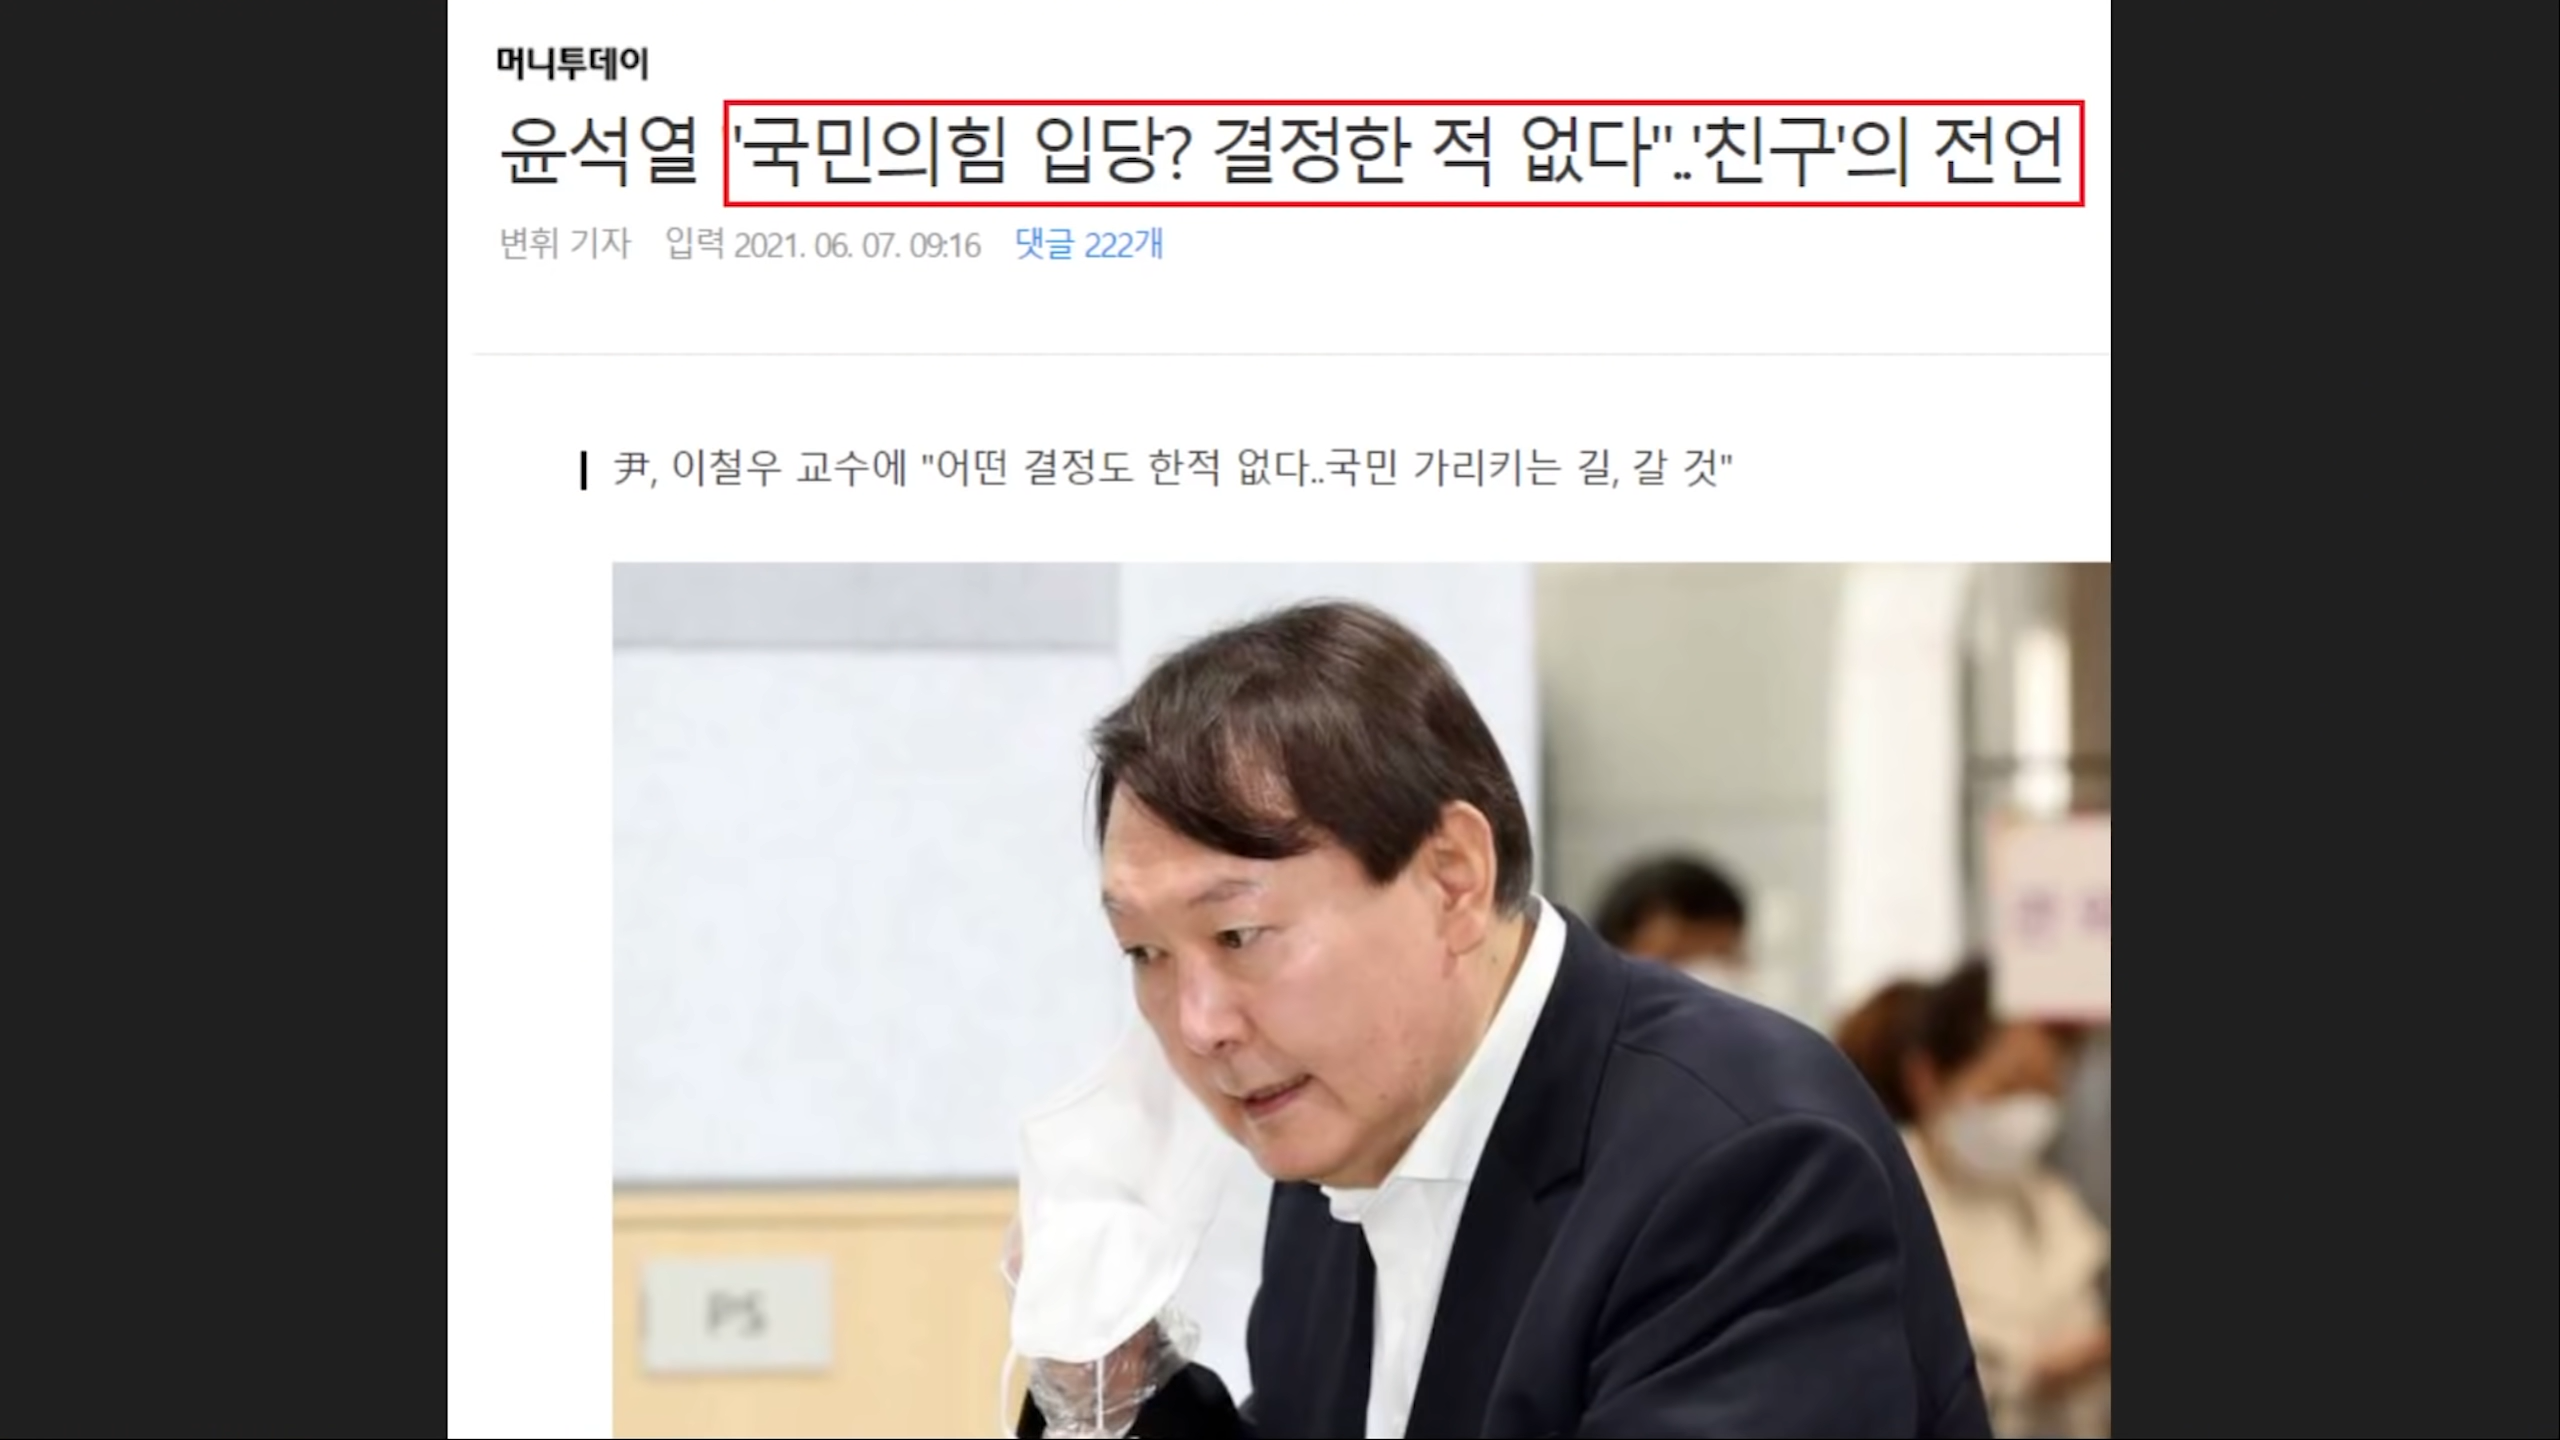 머니투데이
윤석열 "국민의힘 입당? 결정한 적 없다"..'친구'의 전언
변휘 기자 입력 2021. 06. 07. 09:16 댓글 222개
尹, 이철우 교수에 "어떤 결정도 한적 없다..국민 가리키는 길, 갈 것"
P5